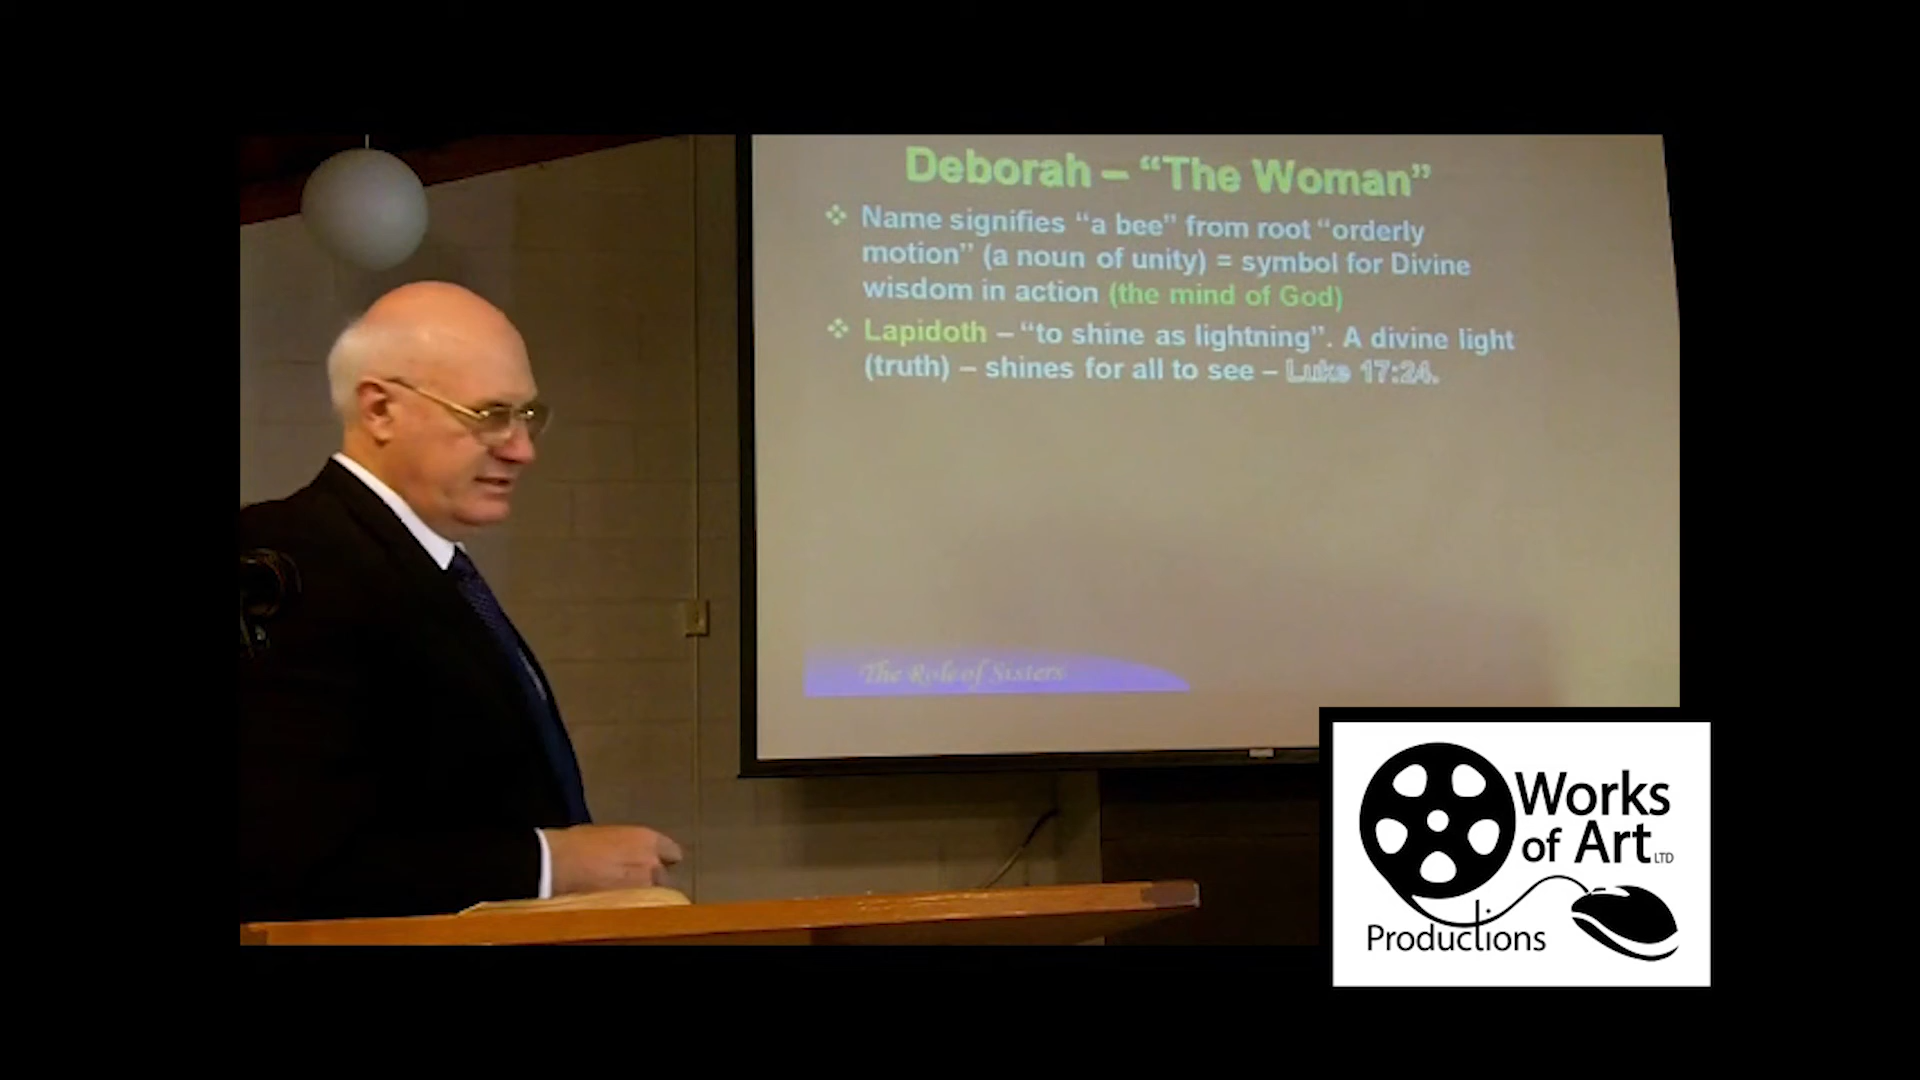 Deborah – “The Woman”
❖ Name signifies “a bee” from root “orderly
motion” (a noun of unity) = symbol for Divine
wisdom in action (the mind of God)
❖ Lapidoth – “to shine as lightning”. A divine light
(truth) – shines for all to see – Luke 17:24.
The Role of Sisters
Works
of Art LTD
Productions